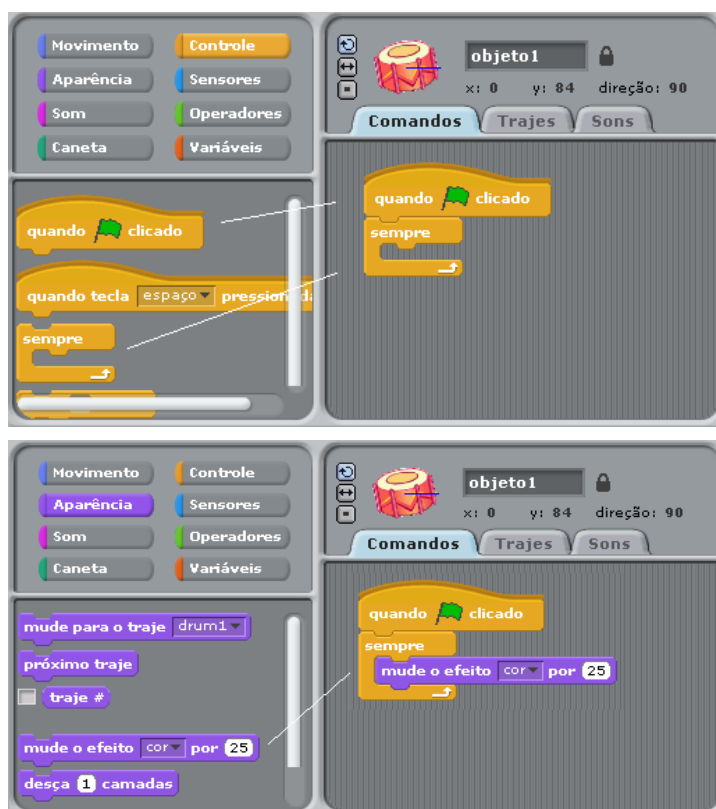 Movimento Controle
Aparência Sensores
Som Operadores
Caneta Variáveis
objeto1
x: 0 y: 84 direção: 90
Comandos Trajes Sons
quando clicado
quando tecla espaço pressionada
sempre
quando clicado
sempre
Movimento Controle
Aparência Sensores
Som Operadores
Caneta Variáveis
objeto1
x: 0 y: 84 direção: 90
Comandos Trajes Sons
mude para o traje drum1
próximo traje
traje #
mude o efeito cor por 25
desça 1 camadas
quando clicado
sempre
mude o efeito cor por 25